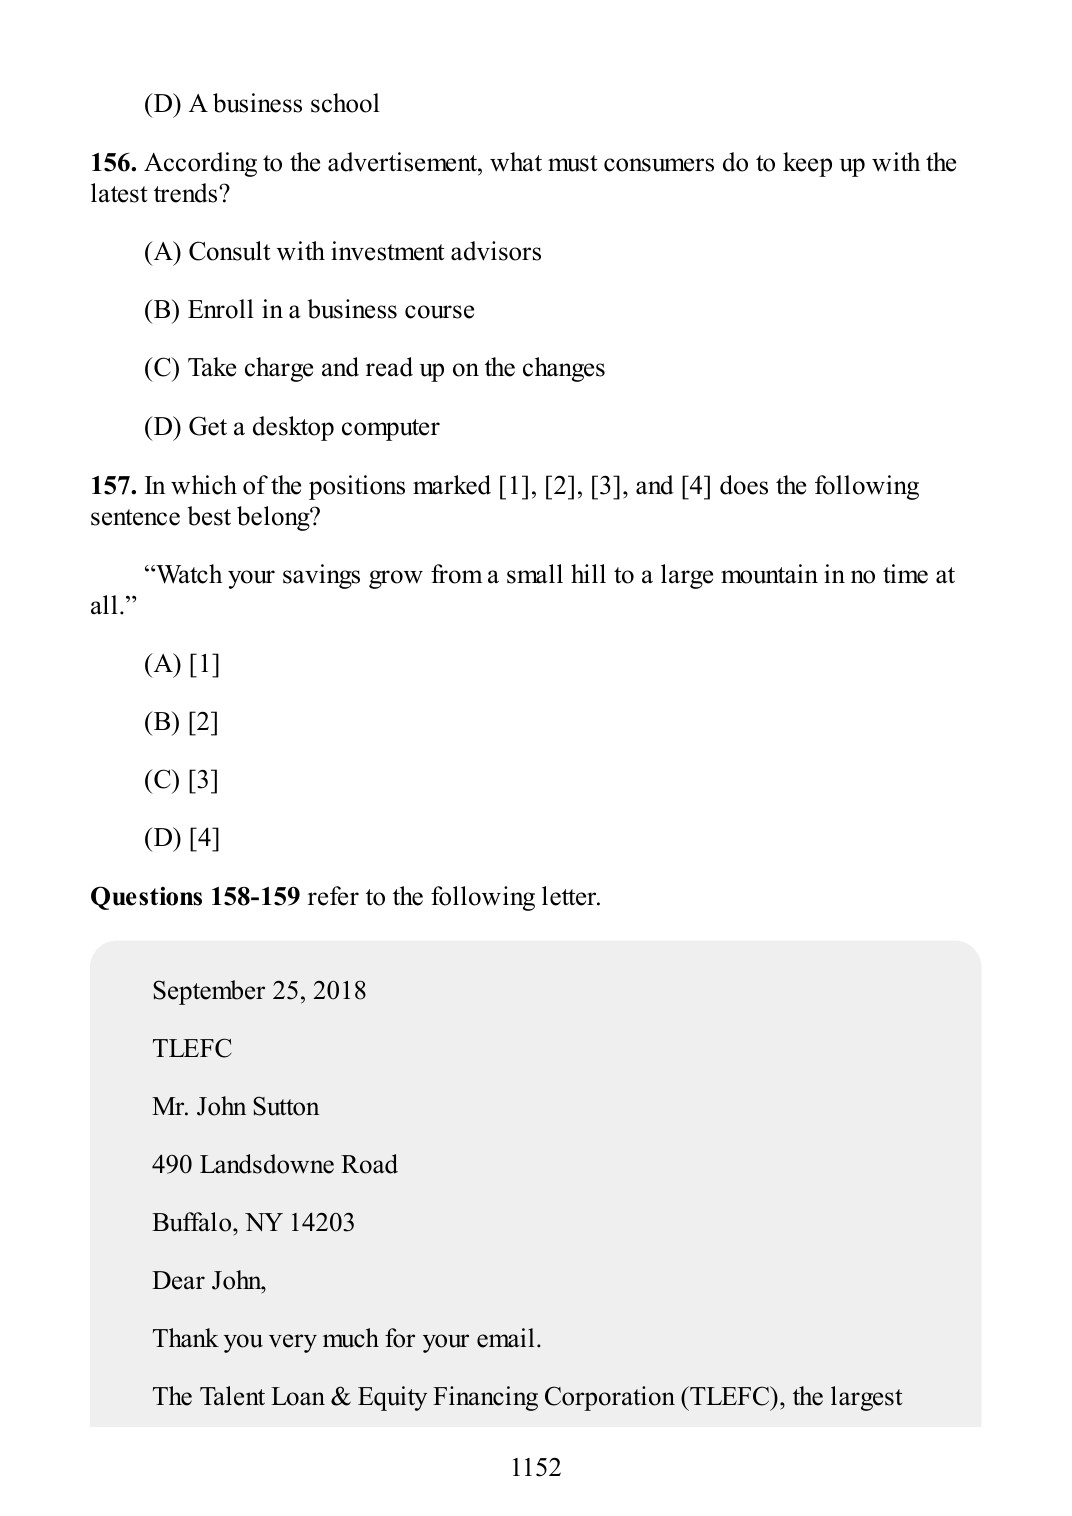 (D) A business school
156. According to the advertisement, what must consumers do to keep up with the
latest trends?
(A) Consult with investment advisors
(B) Enroll in a business course
(C) Take charge and read up on the changes
(D) Get a desktop computer
157. In which of the positions marked [1], [2], [3], and [4] does the following
sentence best belong?
“Watch your savings grow from a small hill to a large mountain in no time at
all.”
(A) [1]
(B) [2]
(C) [3]
(D) [4]
Questions 158-159 refer to the following letter.
September 25, 2018
TLEFC
Mr. John Sutton
490 Landsdowne Road
Buffalo, NY 14203
Dear John,
Thank you very much for your email.
The Talent Loan & Equity Financing Corporation (TLEFC), the largest
1152